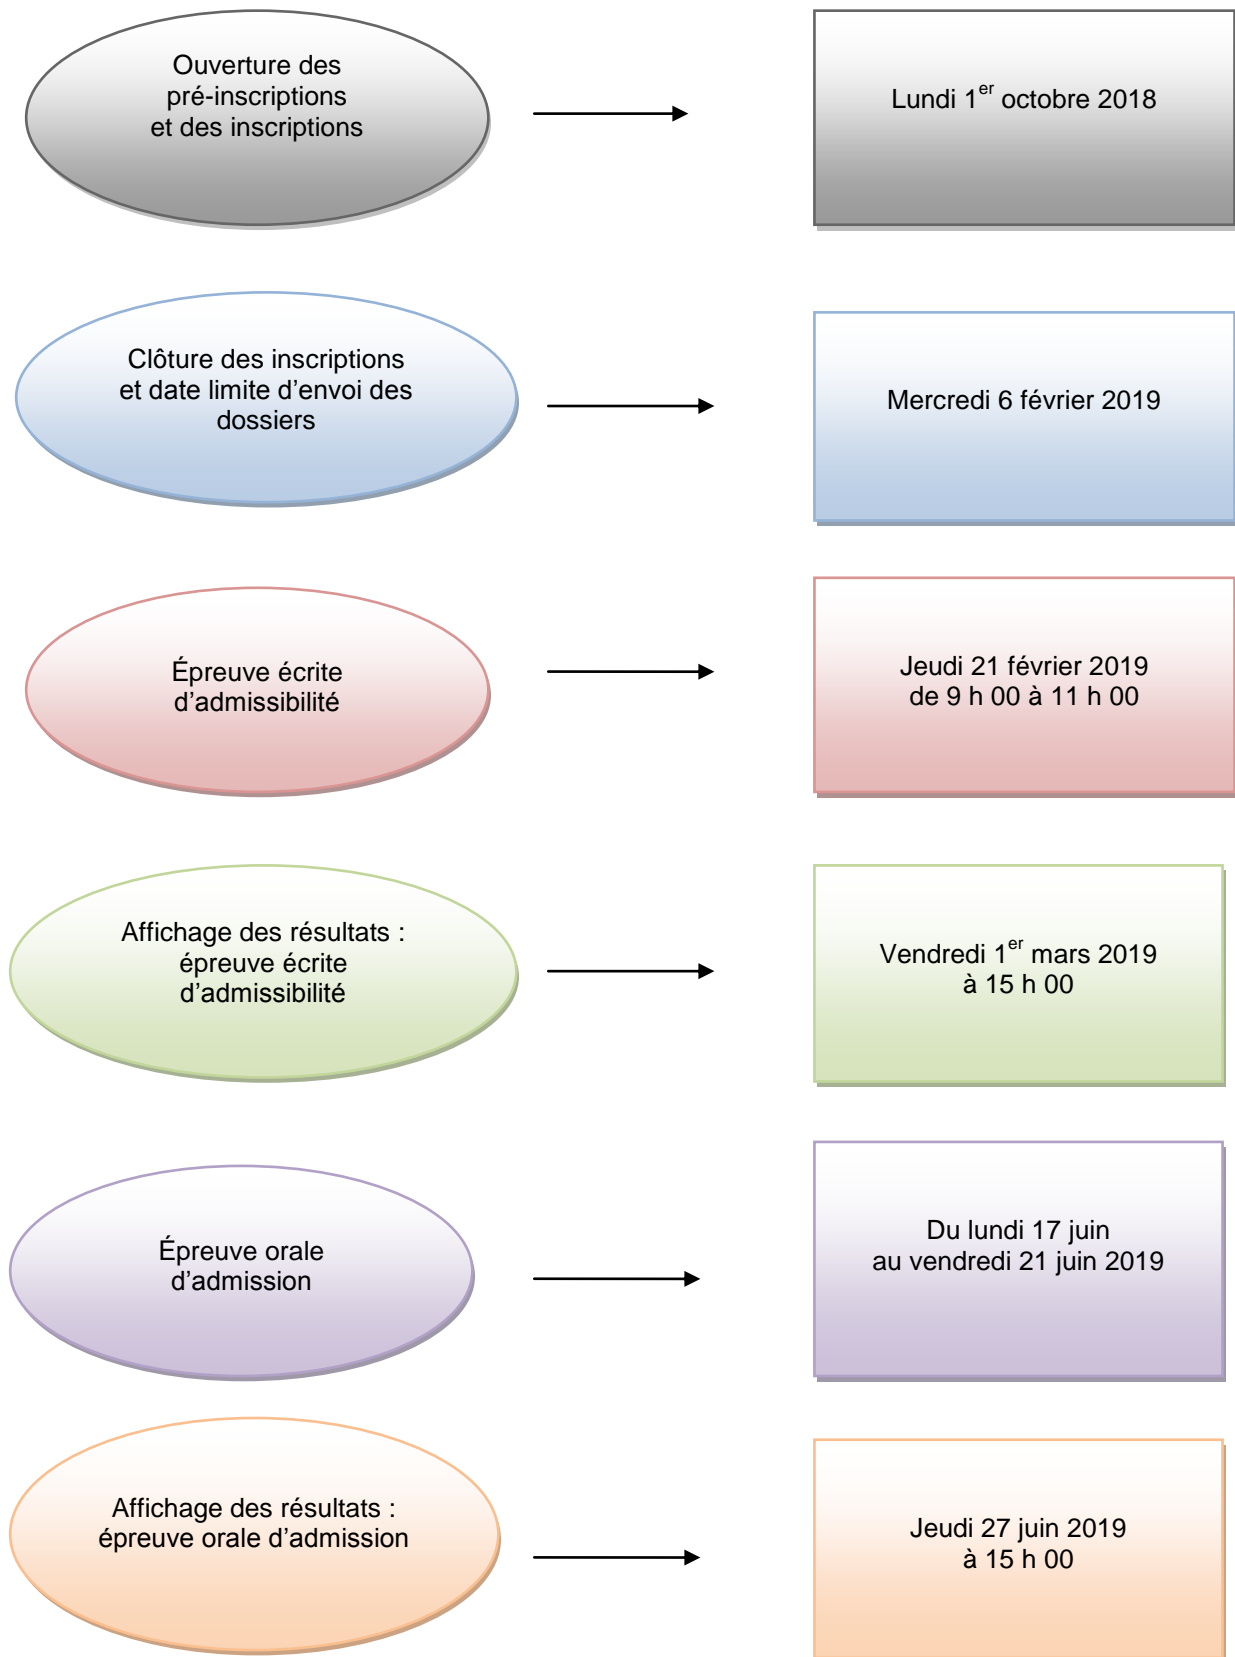 Ouverture des
pré-inscriptions
et des inscriptions
Lundi 1er octobre 2018
Clôture des inscriptions
et date limite d’envoi des
dossiers
Mercredi 6 février 2019
Épreuve écrite
d’admissibilité
Jeudi 21 février 2019
de 9 h 00 à 11 h 00
Affichage des résultats :
épreuve écrite
d’admissibilité
Vendredi 1er mars 2019
à 15 h 00
Épreuve orale
d’admission
Du lundi 17 juin
au vendredi 21 juin 2019
Affichage des résultats :
épreuve orale d’admission
Jeudi 27 juin 2019
à 15 h 00